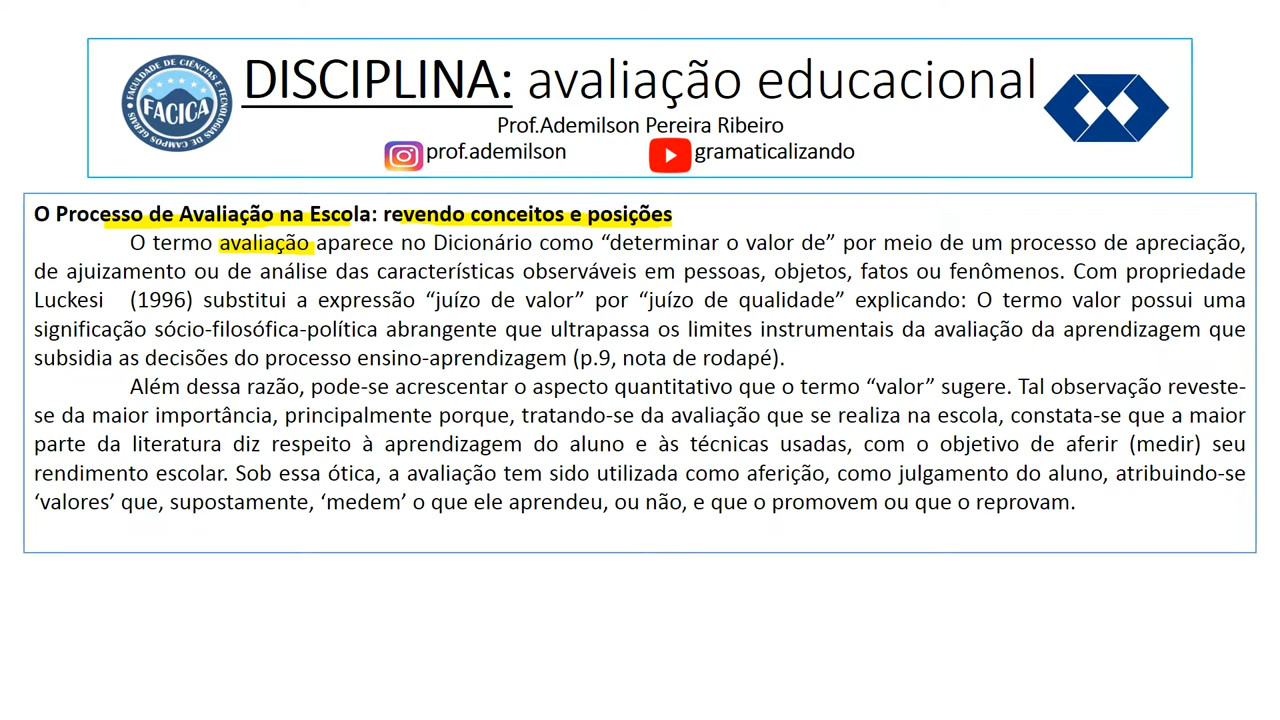 FACULDADE DE CIÊNCIAS E TECNOLOGIAS DE CAMPOS GERAIS
FACICA
DISCIPLINA: avaliação educacional
Prof.Ademilson Pereira Ribeiro
prof.ademilson
gramaticalizando
O Processo de Avaliação na Escola: revendo conceitos e posições
O termo avaliação aparece no Dicionário como “determinar o valor de” por meio de um processo de apreciação,
de ajuizamento ou de análise das características observáveis em pessoas, objetos, fatos ou fenômenos. Com propriedade
Luckesi (1996) substitui a expressão “juízo de valor” por “juízo de qualidade” explicando: O termo valor possui uma
significação sócio-filosófica-política abrangente que ultrapassa os limites instrumentais da avaliação da aprendizagem que
subsidia as decisões do processo ensino-aprendizagem (p.9, nota de rodapé).
Além dessa razão, pode-se acrescentar o aspecto quantitativo que o termo “valor” sugere. Tal observação reveste-
se da maior importância, principalmente porque, tratando-se da avaliação que se realiza na escola, constata-se que a maior
parte da literatura diz respeito à aprendizagem do aluno e às técnicas usadas, com o objetivo de aferir (medir) seu
rendimento escolar. Sob essa ótica, a avaliação tem sido utilizada como aferição, como julgamento do aluno, atribuindo-se
‘valores’ que, supostamente, ‘medem’ o que ele aprendeu, ou não, e que o promovem ou que o reprovam.